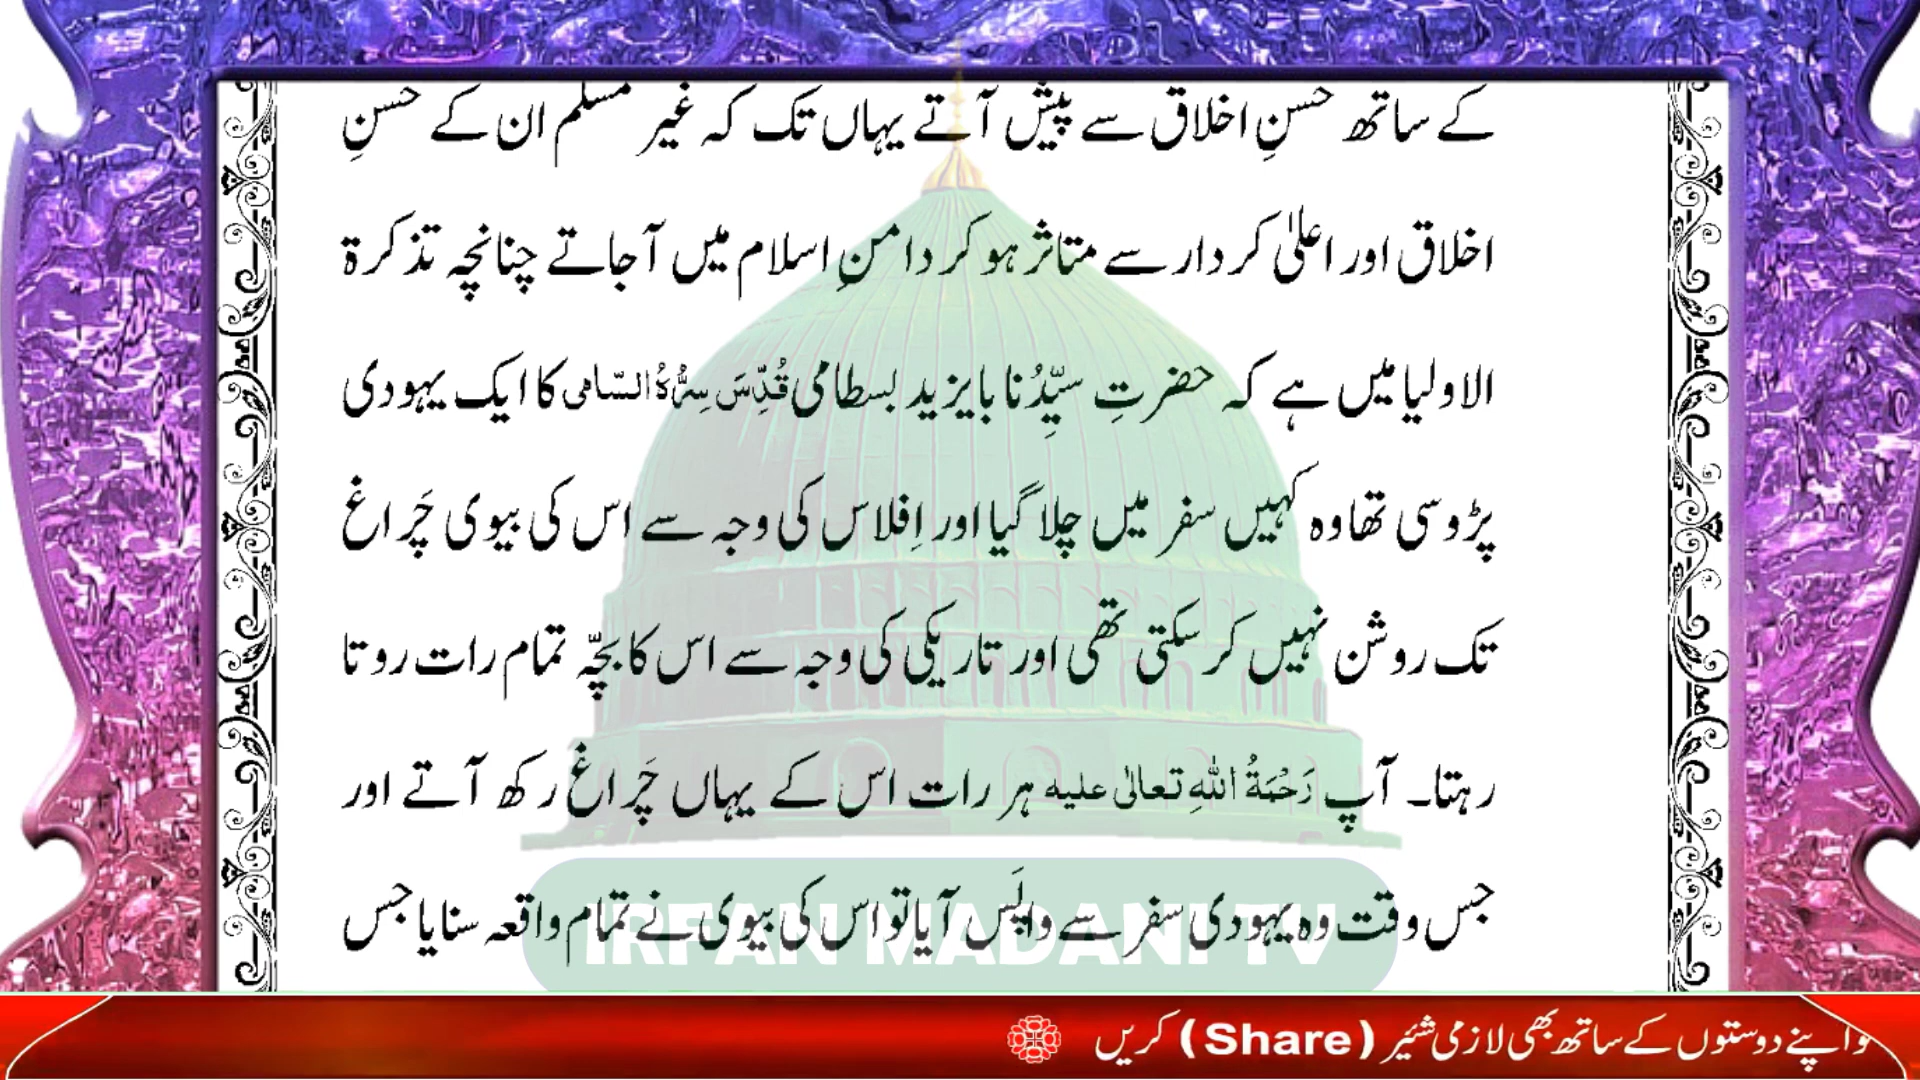 کے ساتھ حسنِ اخلاق سے پیش آتے یہاں تک کہ غیر مسلم ان کے حسنِ
اخلاق اور اعلیٰ کردار سے متاثر ہو کر دامنِ اسلام میں آجاتے چنانچہ تذکرۃ
الاولیا میں ہے کہ حضرتِ سیِّدُنا بایزید بسطامی قُدِّسَ سِرُّہُ السّامی کا ایک یہودی
پڑوسی تھا وہ کہیں سفر میں چلا گیا اور اِفلاس کی وجہ سے اس کی بیوی چَراغ
تک روشن نہیں کر سکتی تھی اور تاریکی کی وجہ سے اس کا بچّہ تمام رات روتا
رہتا۔ آپ رَحْمَۃُ اللّٰہِ تعالٰی علیہ ہر رات اس کے یہاں چَراغ رکھ آتے اور
جس وقت وہ یہودی سفر سے واپَس آیا تو اس کی بیوی نے تمام واقعہ سنایا جس
IRFAN MADANI TV
اپنے دوستوں کے ساتھ بھی لازمی شئیر (Share) کریں